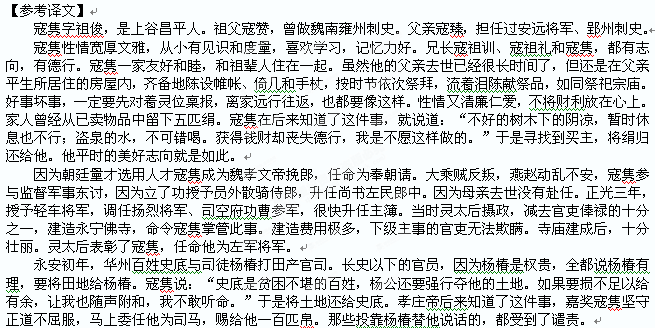 【参考译文】
寇隽字祖俊，是上谷昌平人。祖父寇赞，曾做魏南雍州刺史。父亲寇臻，担任过安远将军、郢州刺史。
寇隽性情宽厚文雅，从小有见识和度量，喜欢学习，记忆力好。兄长寇祖训、寇祖礼和寇隽，都有志
向，有德行。寇隽一家友好和睦，和祖辈人住在一起。虽然他的父亲去世已经很长时间了，但还是在父亲
平生所居住的房屋内，齐备地陈设帷帐、倚几和手杖，按时节依次祭拜，流着泪陈献祭品，如同祭祀宗庙。
好事坏事，一定要先对着灵位禀报，离家远行往返，也都要像这样。性情又清廉仁爱，不将财利放在心上。
家人曾经从已卖物品中留下五匹绢。寇隽在后来知道了这件事，就说道：“不好的树木下的阴凉，暂时休
息也不行；盗泉的水，不可错喝。获得钱财却丧失德行，我是不愿这样做的。”于是寻找到买主，将绢归
还给他。他平时的美好志向就是如此。
因为朝廷量才选用人才寇隽成为魏孝文帝挽郎，任命为奉朝请。大乘贼反叛，燕赵动乱不安，寇隽参
与监督军事东讨，因为立了功授予员外散骑侍郎，升任尚书左民郎中。因为母亲去世没有赴任。正光三年，
授予轻车将军，调任扬烈将军、司空府功曹参军，很快升任主簿。当时灵太后摄政，减去官吏俸禄的十分
之一，建造永宁佛寺，命令寇隽掌管此事。建造费用极多，下级主事的官吏无法欺瞒。寺庙建成后，十分
壮丽。灵太后表彰了寇隽，任命他为左军将军。
永安初年，华州百姓史底与司徒杨椿打田产官司。长史以下的官员，因为杨椿是权贵，全都说杨椿有
理，要将田地给杨椿。寇隽说：“史底是贫困不堪的百姓，杨公还要强行夺他的土地。如果要损不足以给
有余，让我也随声附和，我不敢听命。”于是将土地还给史底。孝庄帝后来知道了这件事，嘉奖寇隽坚守
正道不屈服，马上委任他为司马，赐给他一百匹帛。那些投靠杨椿替他说话的，都受到了谴责。